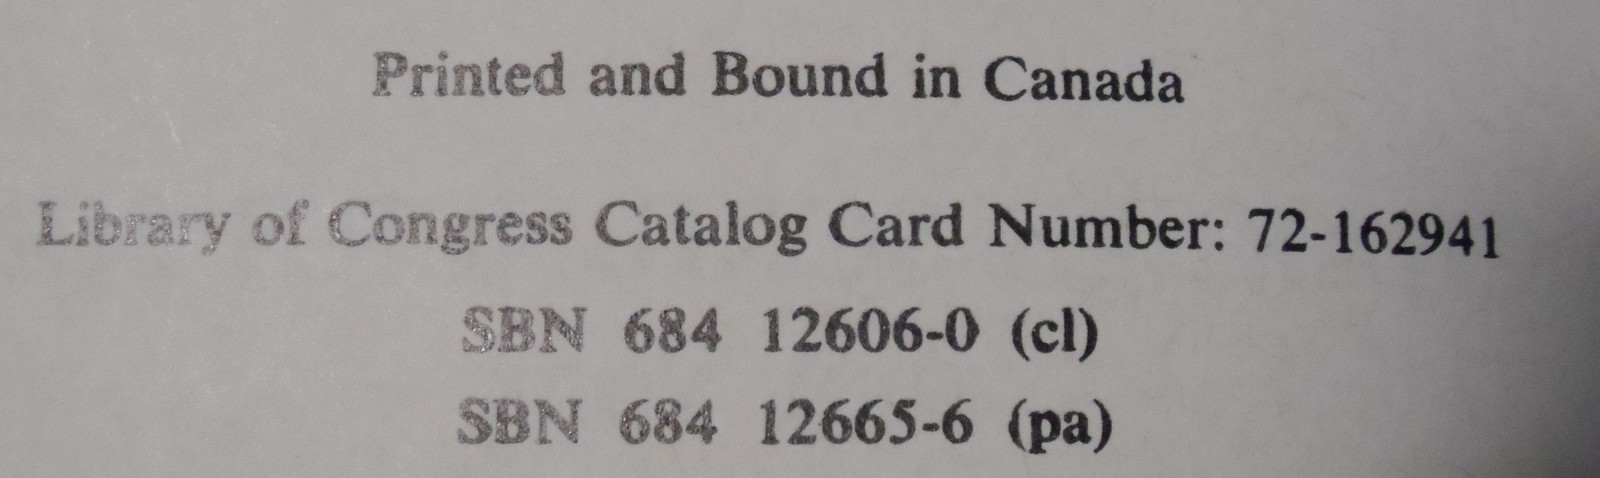 Printed and Bound in Canada
Library of Congress Catalog Card Number: 72-162941
SBN 684 12606-0 (cl)
SBN 684 12665-6 (pa)